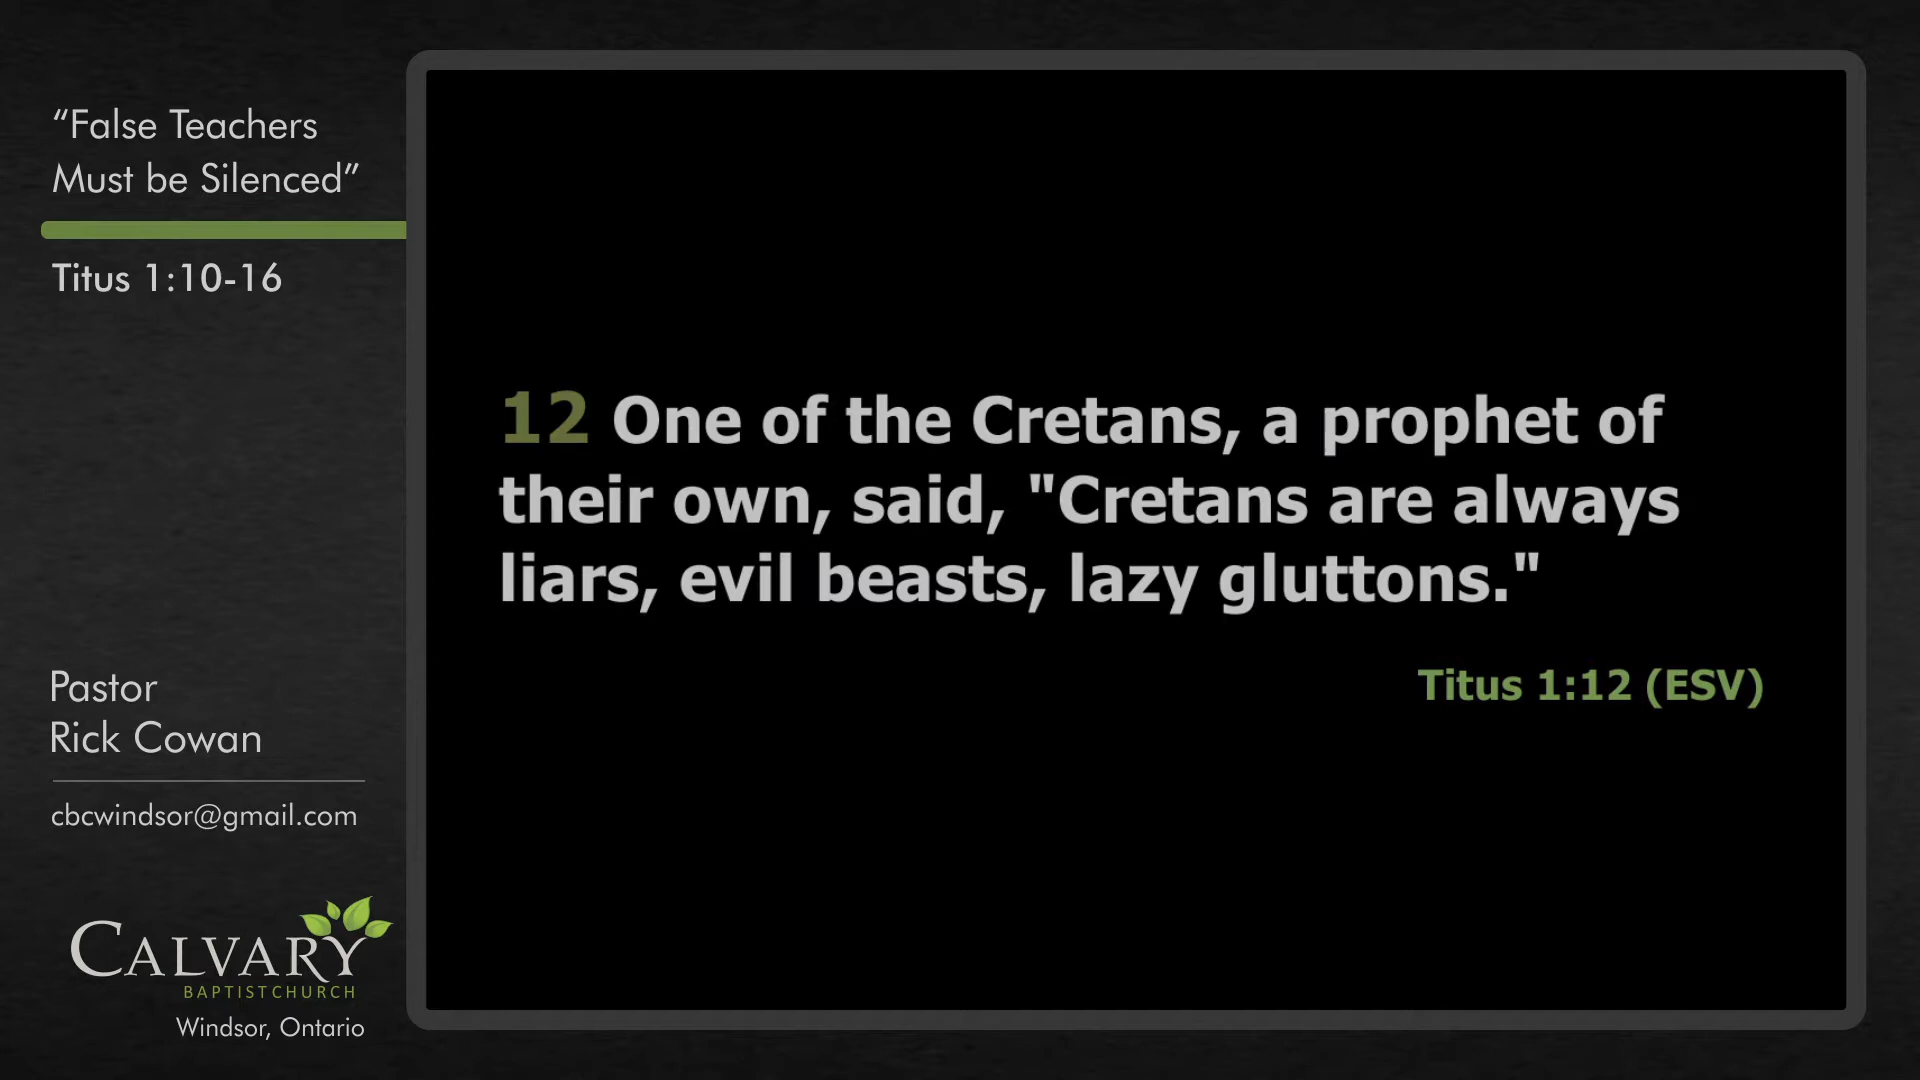 “False Teachers
Must be Silenced”
Titus 1:10-16
12 One of the Cretans, a prophet of
their own, said, "Cretans are always
liars, evil beasts, lazy gluttons."
Titus 1:12 (ESV)
Pastor
Rick Cowan
cbcwindsor@gmail.com
CALVARY
BAPTISTCHURCH
Windsor, Ontario